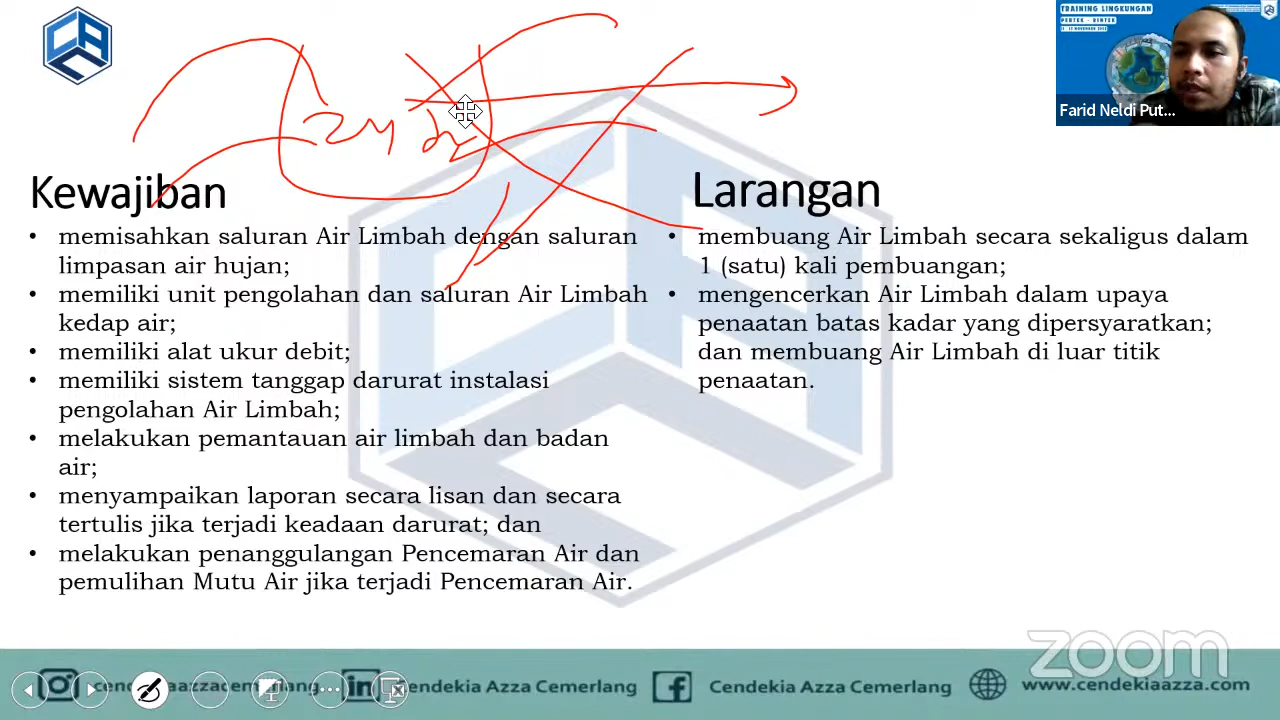 TRAINING LINGKUNGAN
PERTEK - RINTEK
Farid Neldi Put...
Kewajiban
• memisahkan saluran Air Limbah dengan saluran
limpasan air hujan;
• memiliki unit pengolahan dan saluran Air Limbah
kedap air;
• memiliki alat ukur debit;
• memiliki sistem tanggap darurat instalasi
pengolahan Air Limbah;
• melakukan pemantauan air limbah dan badan
air;
• menyampaikan laporan secara lisan dan secara
tertulis jika terjadi keadaan darurat; dan
• melakukan penanggulangan Pencemaran Air dan
pemulihan Mutu Air jika terjadi Pencemaran Air.
Larangan
• membuang Air Limbah secara sekaligus dalam
1 (satu) kali pembuangan;
• mengencerkan Air Limbah dalam upaya
penaatan batas kadar yang dipersyaratkan;
dan membuang Air Limbah di luar titik
penaatan.
zoom
cendekiaazzacemerlang
Cendekia Azza Cemerlang
Cendekia Azza Cemerlang
www.cendekiaazza.com